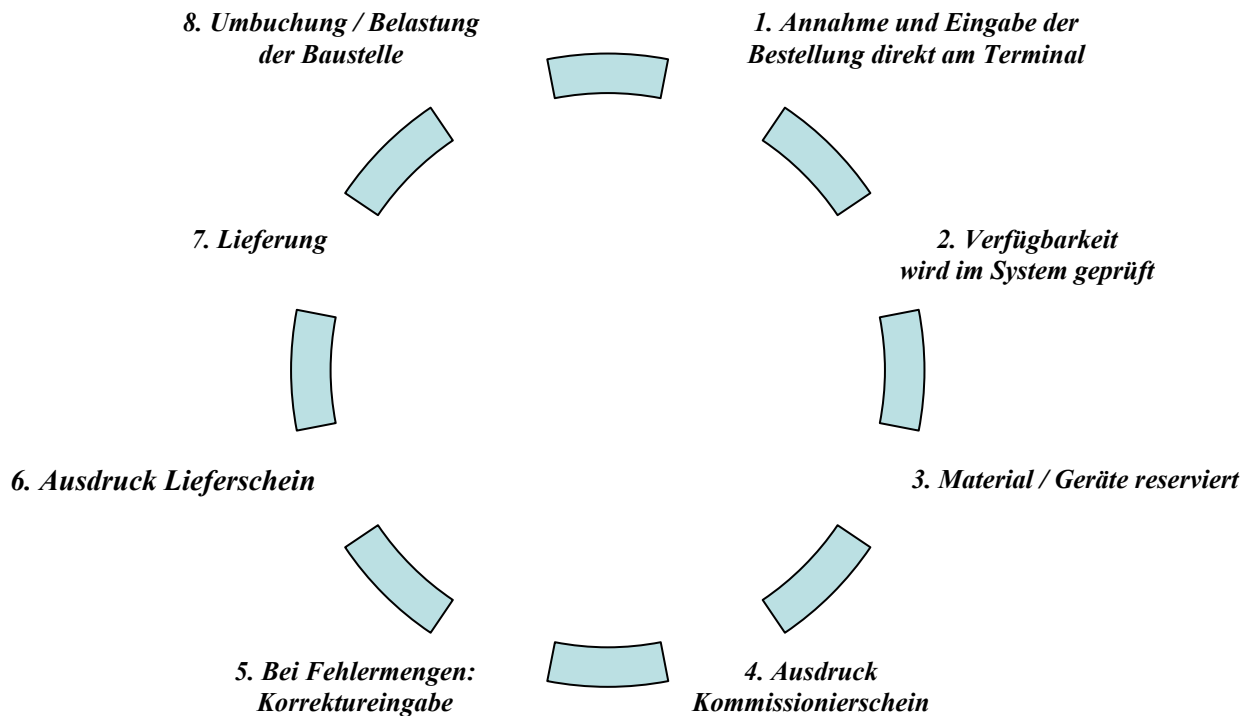 1. Annahme und Eingabe der
Bestellung direkt am Terminal
2. Verfügbarkeit
wird im System geprüft
3. Material / Geräte reserviert
4. Ausdruck
Kommissionierschein
5. Bei Fehlermengen:
Korrektureingabe
6. Ausdruck Lieferschein
7. Lieferung
8. Umbuchung / Belastung
der Baustelle